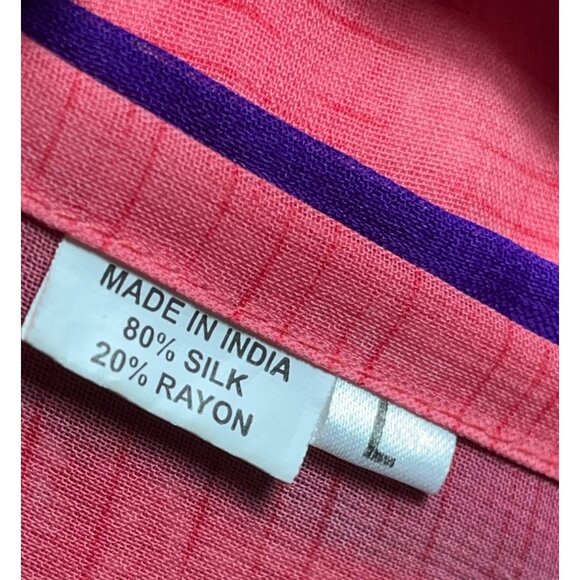 MADE IN INDIA
80% SILK
20% RAYON
L